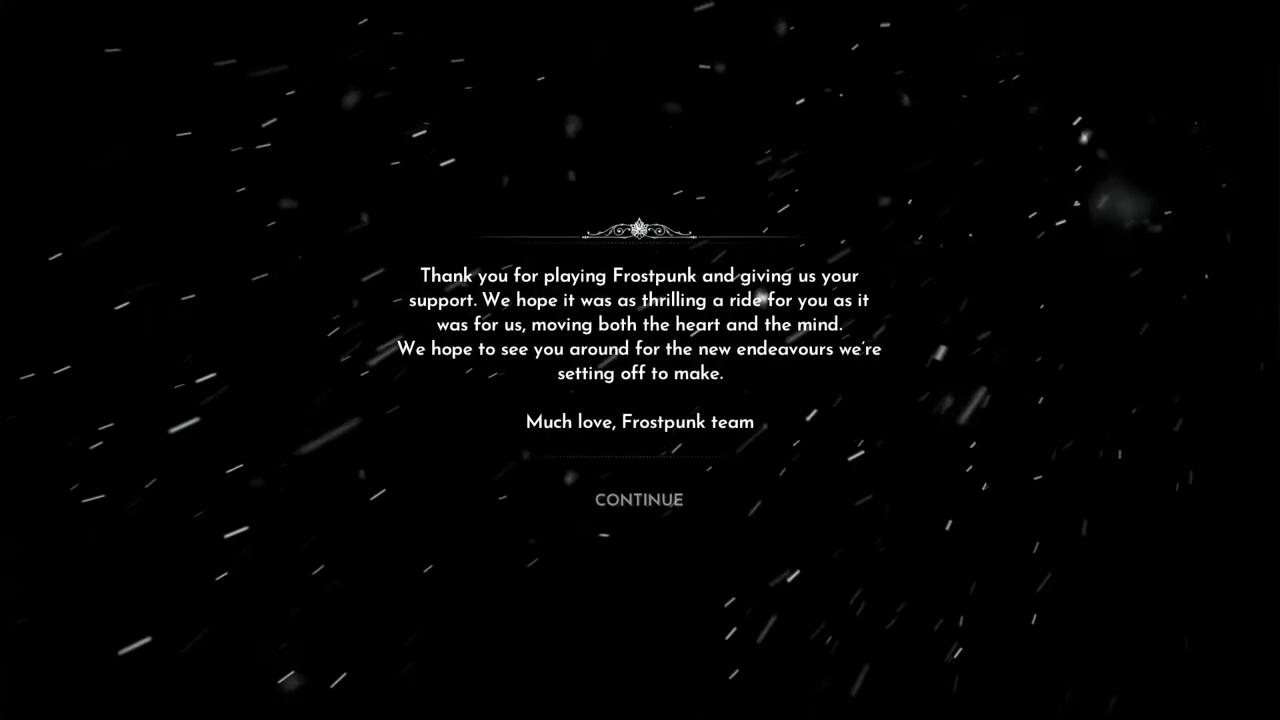 Thank you for playing Frostpunk and giving us your
support. We hope it was as thrilling a ride for you as it
was for us, moving both the heart and the mind.
We hope to see you around for the new endeavours we're
setting off to make.
Much love, Frostpunk team
CONTINUE